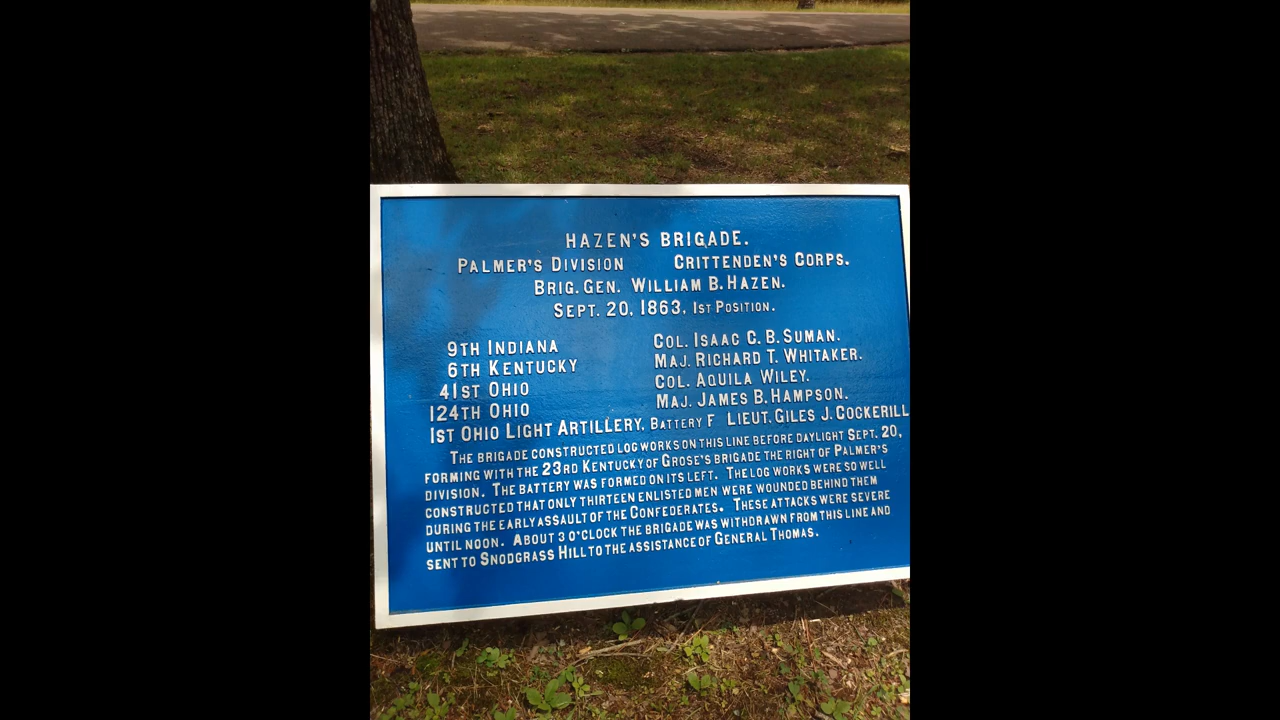 HAZEN'S BRIGADE.
PALMER'S DIVISION CRITTENDEN'S CORPS.
BRIG. GEN. WILLIAM B. HAZEN.
SEPT. 20, 1863, 1ST POSITION.
9TH INDIANA COL. ISAAC C. B. SUMAN.
6TH KENTUCKY MAJ. RICHARD T. WHITAKER.
41ST OHIO COL. AQUILA WILEY.
124TH OHIO MAJ. JAMES B. HAMPSON.
1ST OHIO LIGHT ARTILLERY, BATTERY F LIEUT. GILES J. COCKERILL
THE BRIGADE CONSTRUCTED LOG WORKS ON THIS LINE BEFORE DAYLIGHT SEPT. 20,
FORMING WITH THE 23RD KENTUCKY OF GROSE'S BRIGADE THE RIGHT OF PALMER'S
DIVISION. THE BATTERY WAS FORMED ON ITS LEFT. THE LOG WORKS WERE SO WELL
CONSTRUCTED THAT ONLY THIRTEEN ENLISTED MEN WERE WOUNDED BEHIND THEM
DURING THE EARLY ASSAULT OF THE CONFEDERATES. THESE ATTACKS WERE SEVERE
UNTIL NOON. ABOUT 3 O'CLOCK THE BRIGADE WAS WITHDRAWN FROM THIS LINE AND
SENT TO SNODGRASS HILL TO THE ASSISTANCE OF GENERAL THOMAS.